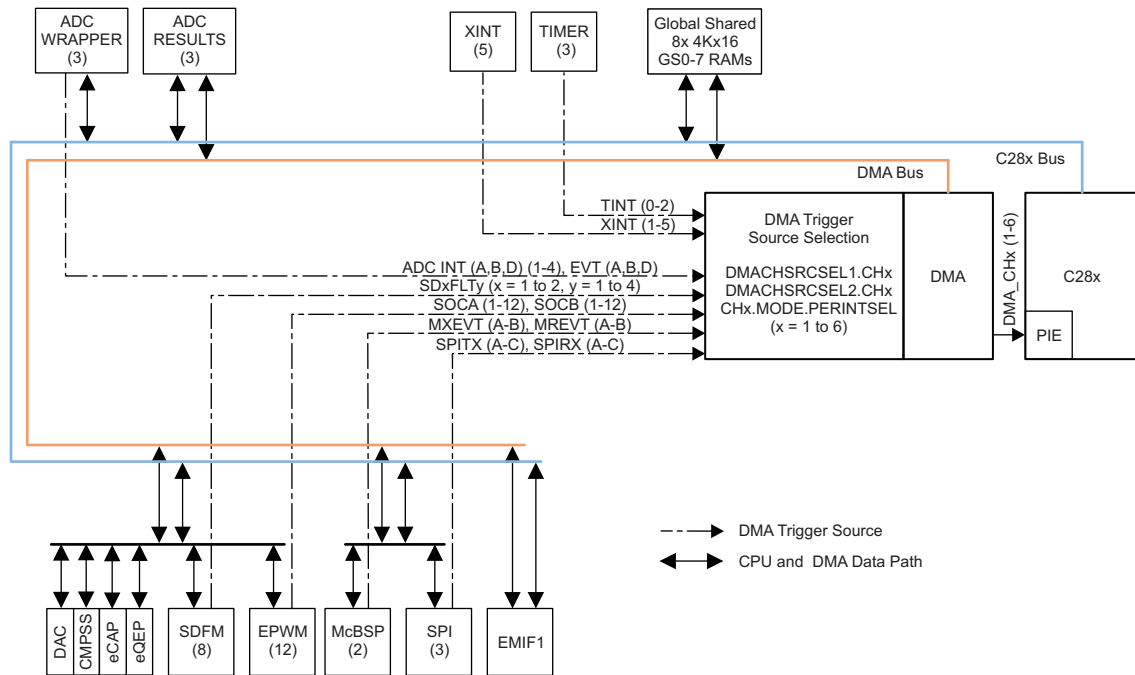 ADC
WRAPPER
(3)
ADC
RESULTS
(3)
XINT
(5)
TIMER
(3)
Global Shared
8x 4Kx16
GS0-7 RAMs
C28x Bus
DMA Bus
TINT (0-2)
XINT (1-5)
ADC INT (A,B,D) (1-4), EVT (A,B,D)
SDxFLTy (x = 1 to 2, y = 1 to 4)
SOCA (1-12), SOCB (1-12)
MXEVT (A-B), MREVT (A-B)
SPITX (A-C), SPIRX (A-C)
DMA Trigger
Source Selection
DMACHSRCSEL1.CHx
DMACHSRCSEL2.CHx
CHx.MODE.PERINTSEL
(x = 1 to 6)
DMA
DMA_CHx (1-6)
C28x
PIE
DMA Trigger Source
CPU and DMA Data Path
DAC
CMPSS
eCAP
eQEP
SDFM
(8)
EPWM
(12)
McBSP
(2)
SPI
(3)
EMIF1